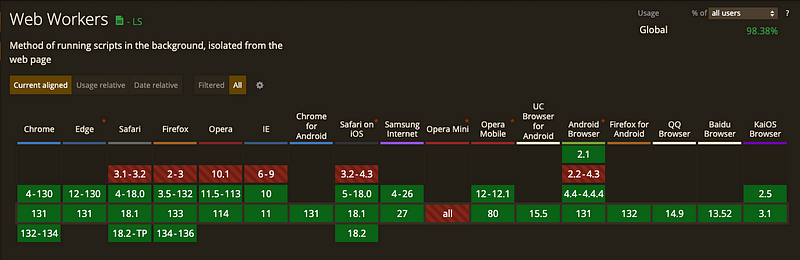 Web Workers - LS
Usage % of all users ?
Global 98.38%
Method of running scripts in the background, isolated from the
web page
Current aligned Usage relative Date relative Filtered All
Chrome Edge * Safari Firefox Opera IE Chrome for Android Safari on iOS * Samsung Internet Opera Mini * Opera Mobile * UC Browser for Android Android Browser * Firefox for Android QQ Browser Baidu Browser KaiOS Browser
2.1
3.1-3.2 2-3 10.1 6-9 3.2-4.3 2.2-4.3
4-130 12-130 4-18.0 3.5-132 11.5-113 10 5-18.0 4-26 12-12.1 4.4-4.4.4 2.5
131 131 18.1 133 114 11 131 18.1 27 all 80 15.5 131 132 14.9 13.52 3.1
132-134 18.2-TP 134-136 18.2